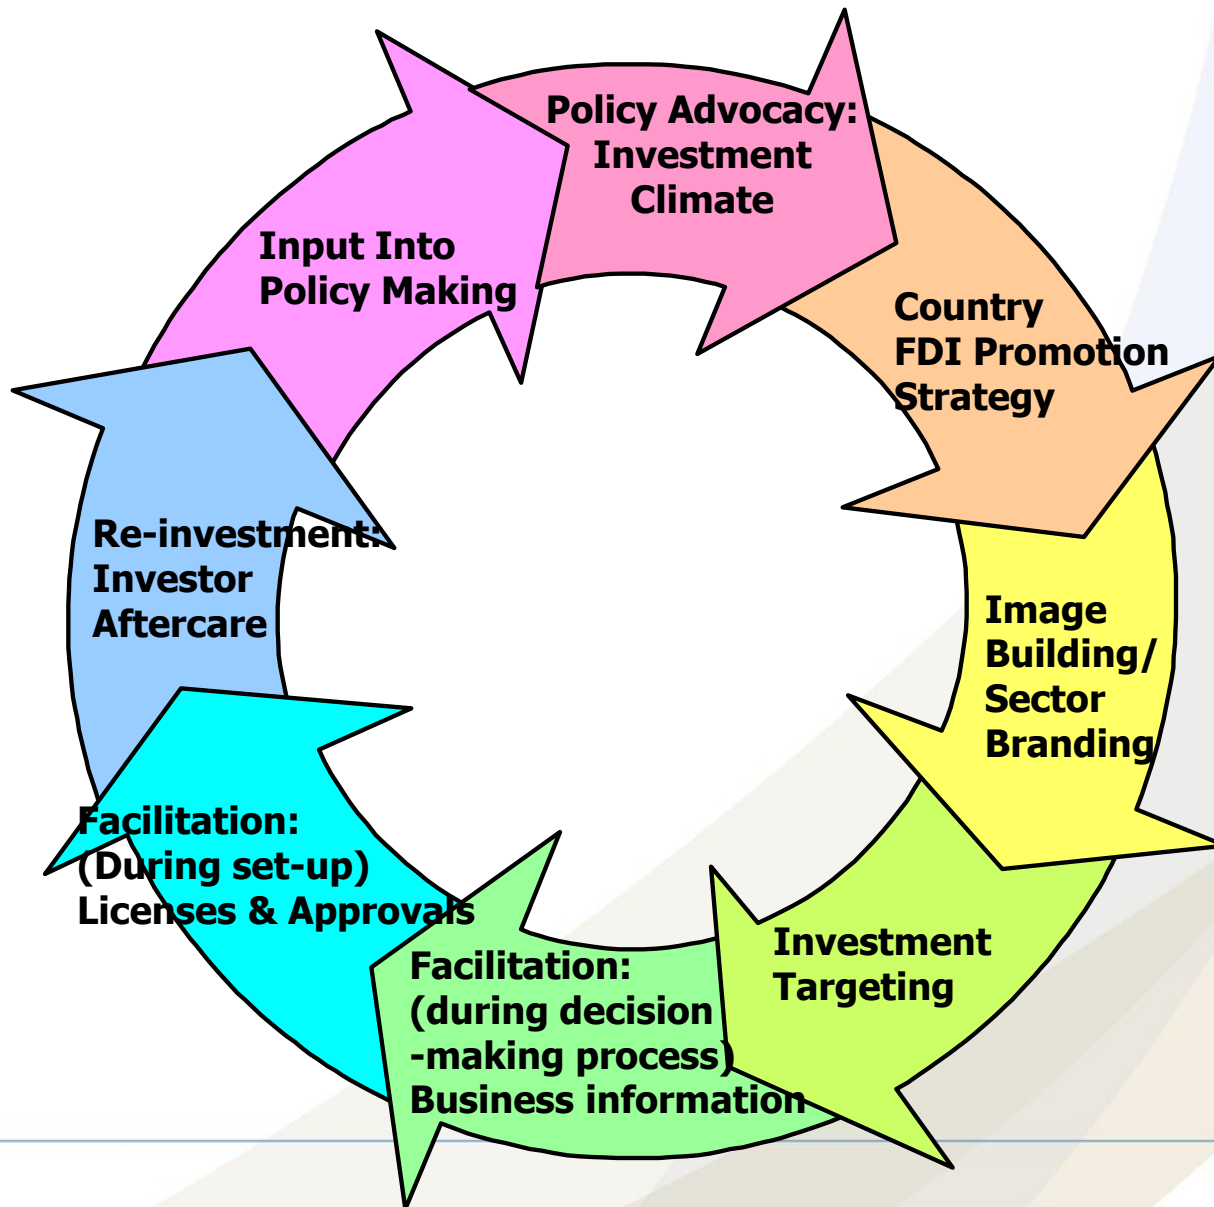 Policy Advocacy:
Investment
Climate
Country
FDI Promotion
Strategy
Image
Building/
Sector
Branding
Investment
Targeting
Facilitation:
(during decision
-making process)
Business information
Facilitation:
(During set-up)
Licenses & Approvals
Re-investment:
Investor
Aftercare
Input Into
Policy Making